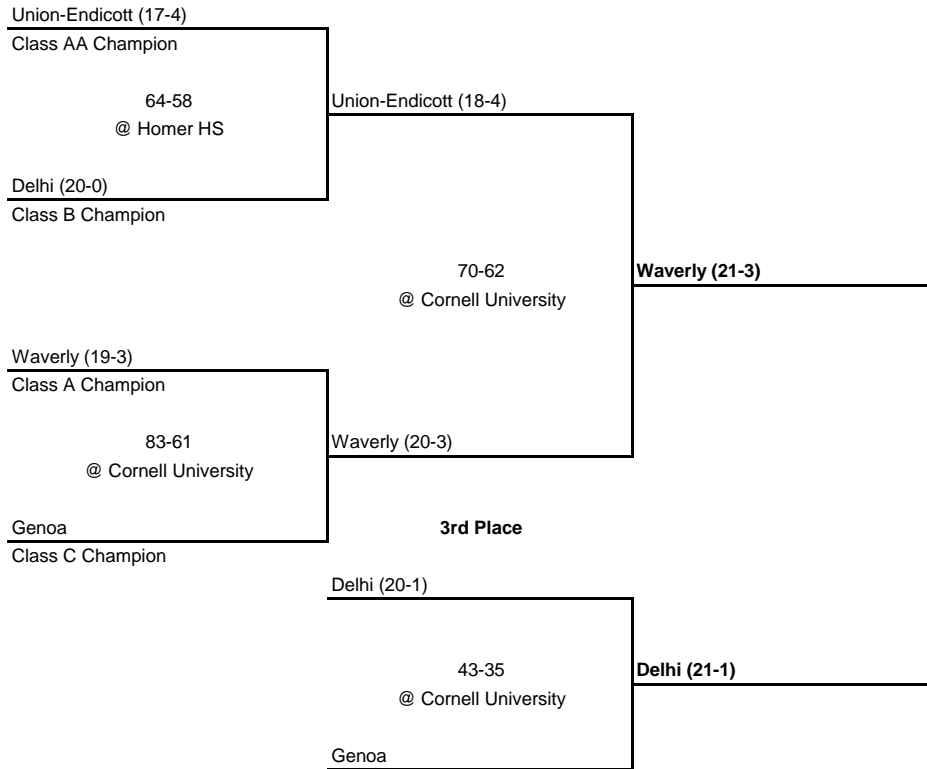 Union-Endicott (17-4)
Class AA Champion
64-58
Union-Endicott (18-4)
@ Homer HS
Delhi (20-0)
Class B Champion
70-62
Waverly (21-3)
@ Cornell University
Waverly (19-3)
Class A Champion
83-61
Waverly (20-3)
@ Cornell University
Genoa
3rd Place
Class C Champion
Delhi (20-1)
43-35
Delhi (21-1)
@ Cornell University
Genoa